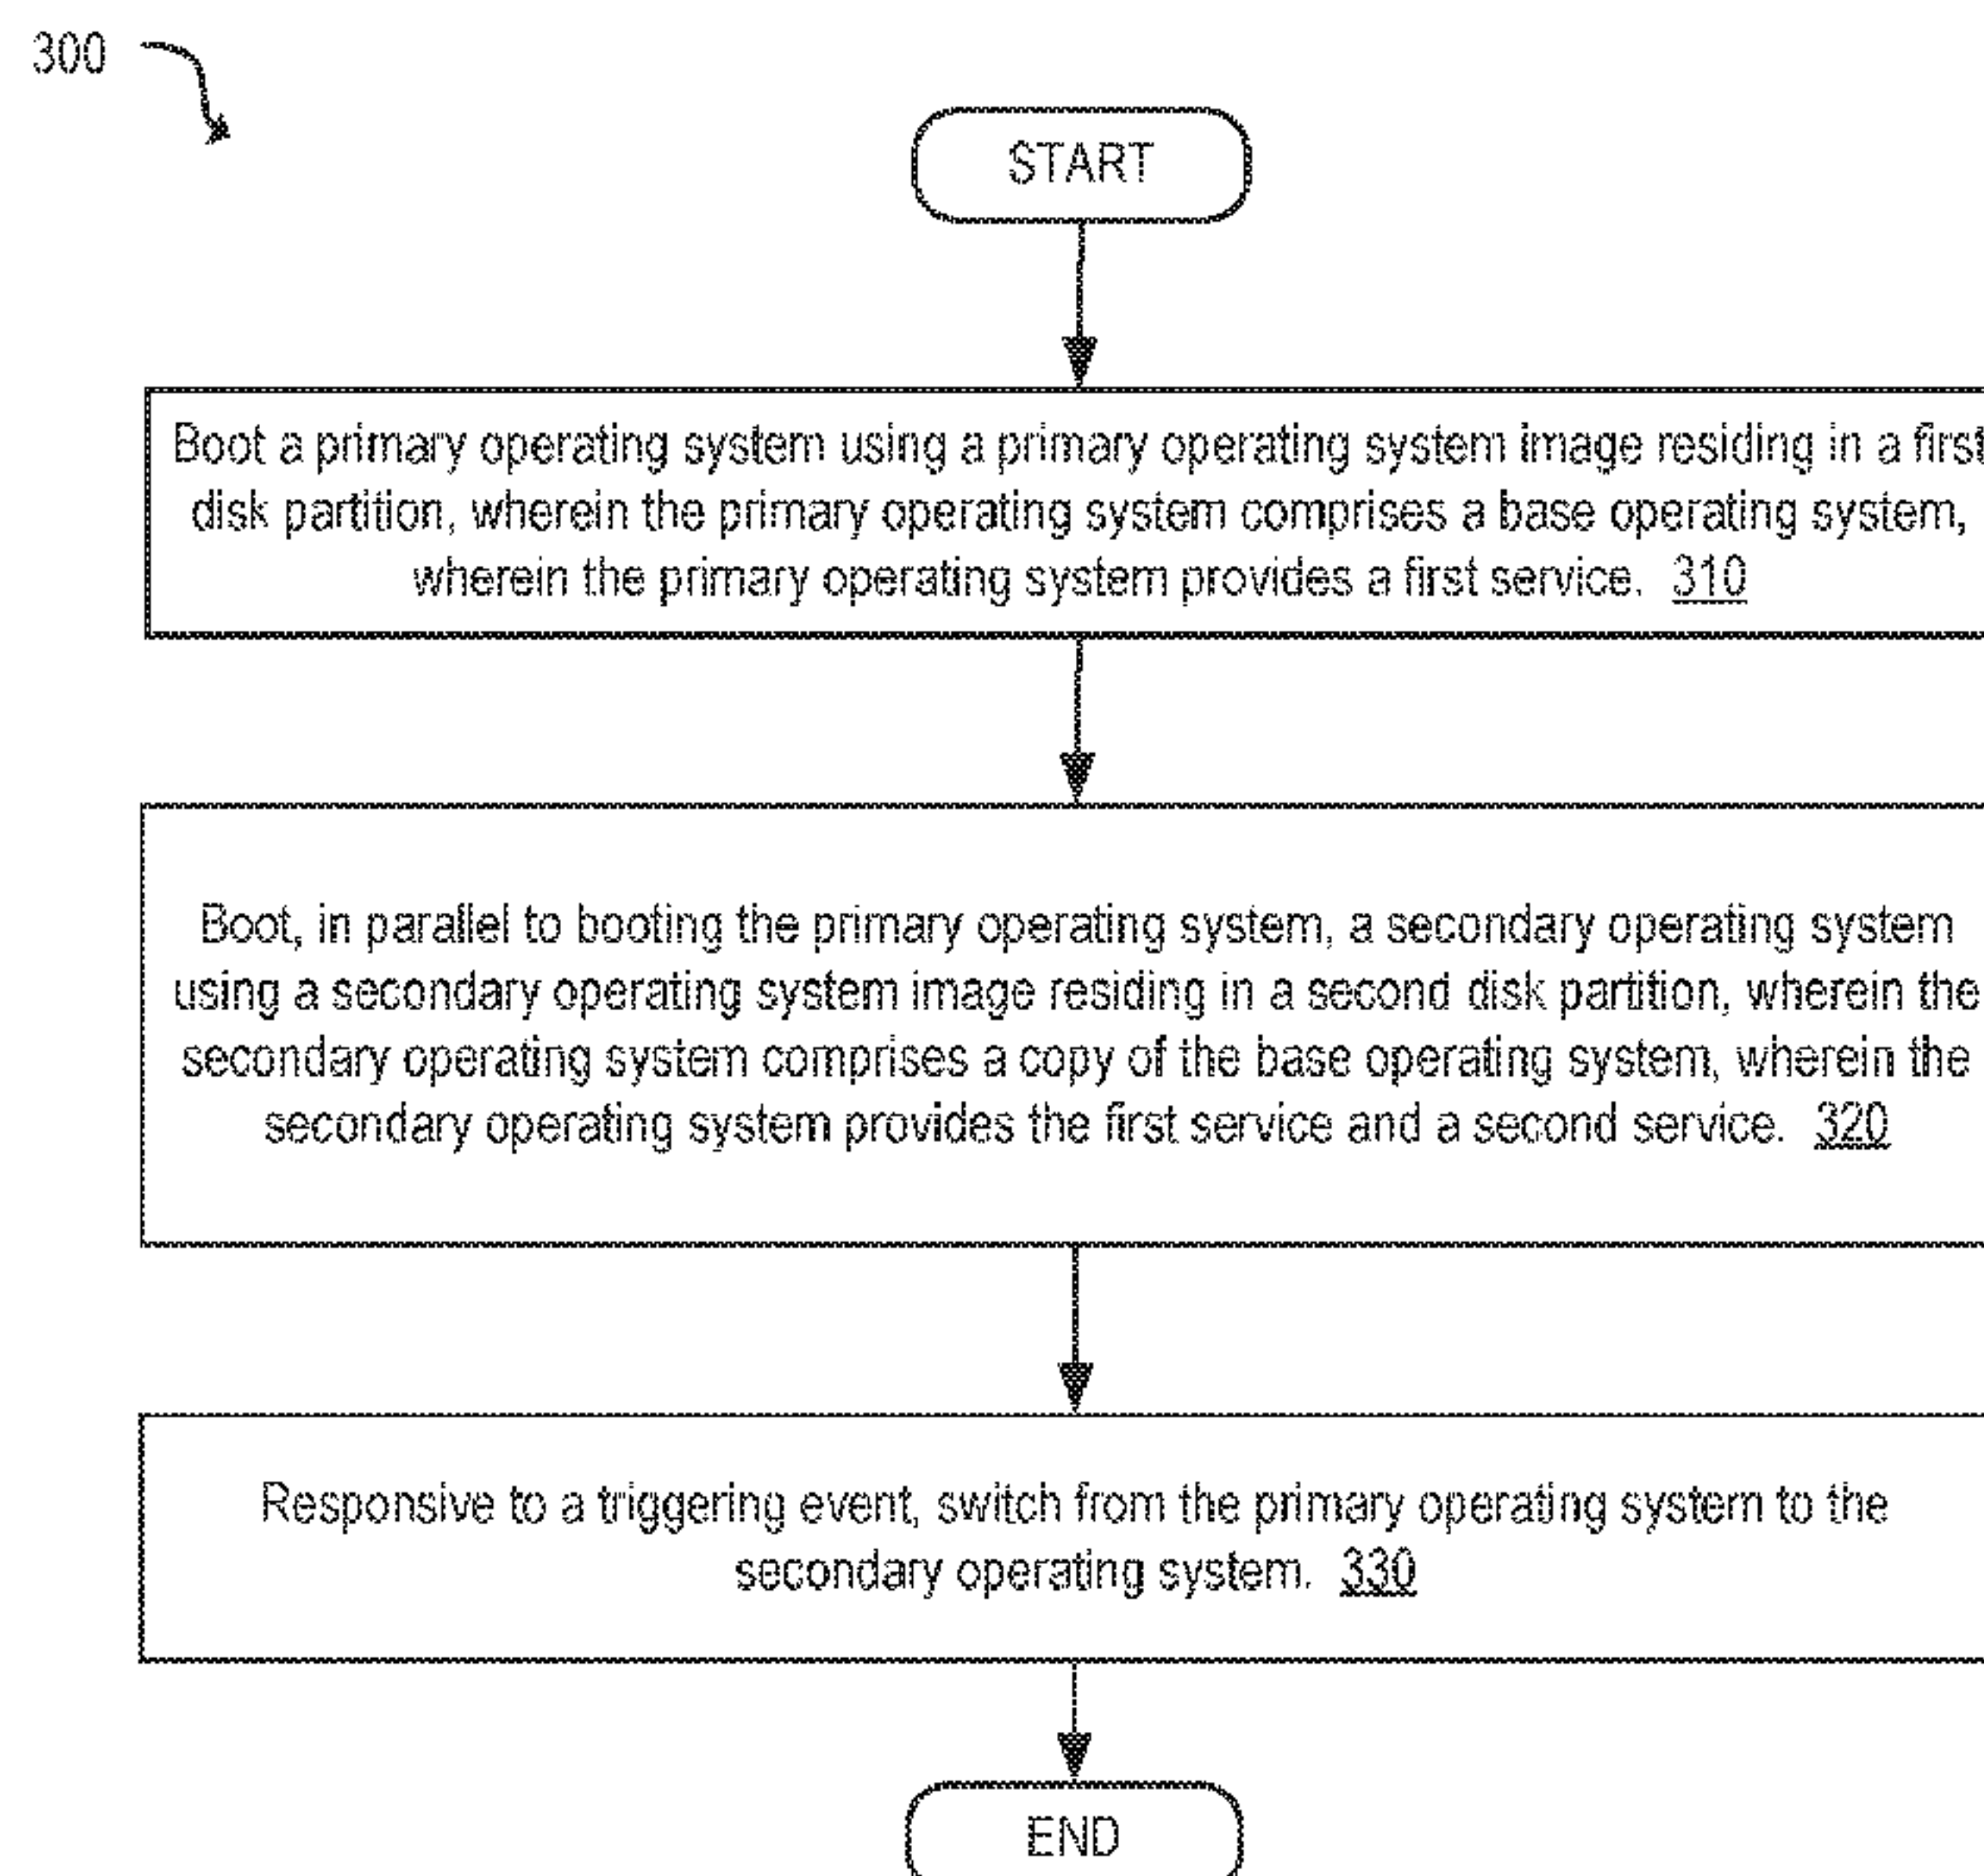 300
START
Boot a primary operating system using a primary operating system image residing in a first
disk partition, wherein the primary operating system comprises a base operating system,
wherein the primary operating system provides a first service. 310
Boot, in parallel to booting the primary operating system, a secondary operating system
using a secondary operating system image residing in a second disk partition, wherein the
secondary operating system comprises a copy of the base operating system, wherein the
secondary operating system provides the first service and a second service. 320
Responsive to a triggering event, switch from the primary operating system to the
secondary operating system. 330
END